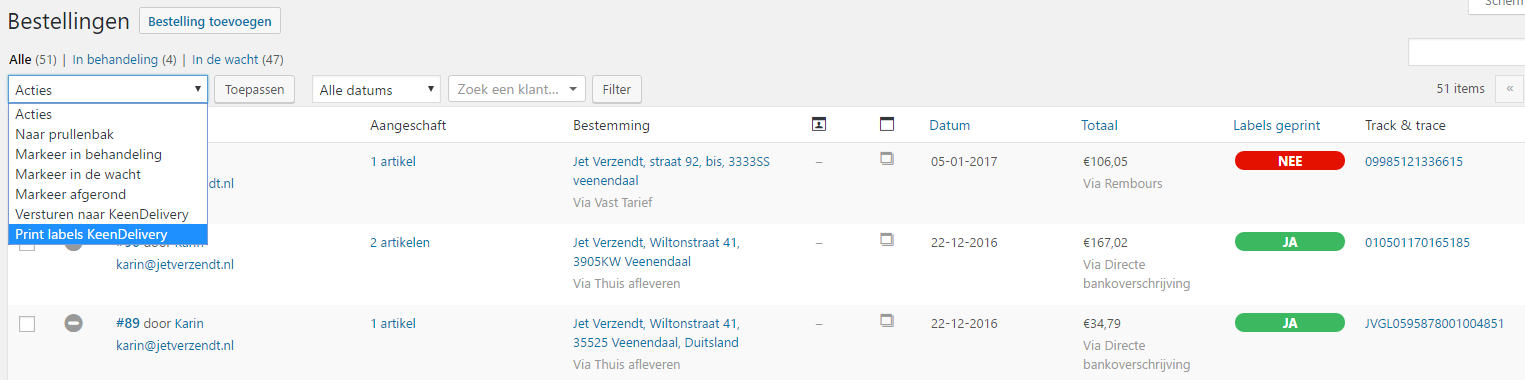 Scherm
Bestellingen Bestelling toevoegen
Alle (51) | In behandeling (4) | In de wacht (47)
Acties Toepassen Alle datums Zoek een klant... Filter 51 items «
Acties
Naar prullenbak
Markeer in behandeling
Markeer in de wacht
Markeer afgerond
Versturen naar KeenDelivery
Print labels KeenDelivery
Aangeschaft Bestemming Datum Totaal Labels geprint Track & trace
1 artikel Jet Verzendt, straat 92, bis, 3333SS – 05-01-2017 €106,05 NEE 09985121336615
dt.nl veenendaal Via Rembours
Via Vast Tarief
2 artikelen Jet Verzendt, Wiltonstraat 41, – 22-12-2016 €167,02 JA 010501170165185
karin@jetverzendt.nl 3905KW Veenendaal Via Directe
Via Thuis afleveren bankoverschrijving
#89 door Karin 1 artikel Jet Verzendt, Wiltonstraat 41, – 22-12-2016 €34,79 JA JVGL0595878001004851
karin@jetverzendt.nl 35525 Veenendaal, Duitsland Via Directe
Via Thuis afleveren bankoverschrijving